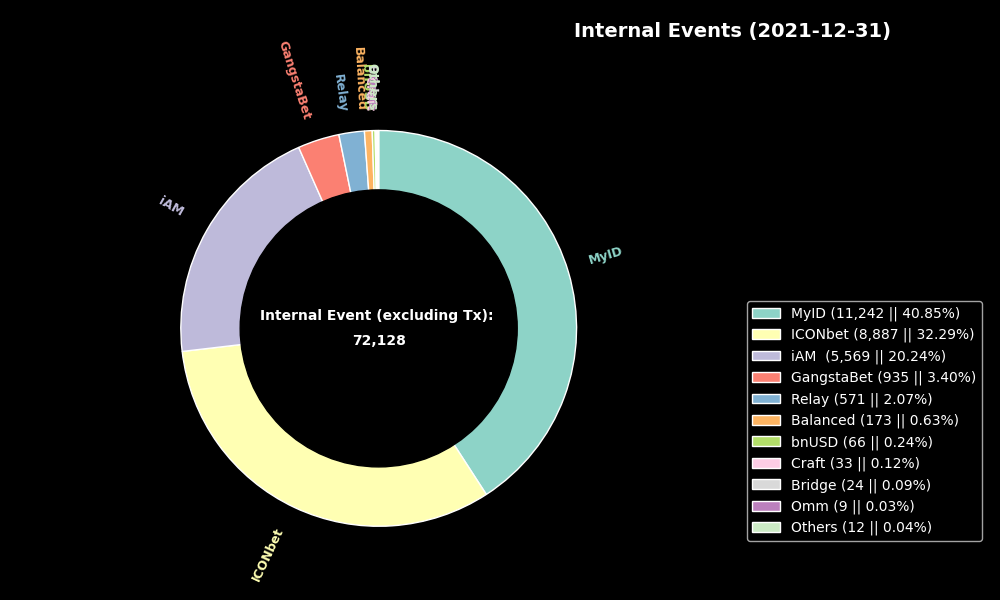 Internal Events (2021-12-31)
GangstaBet
Relay
Balanced
iAM
MyID
Internal Event (excluding Tx):
72,128
ICONbet
MyID (11,242 || 40.85%)
ICONbet (8,887 || 32.29%)
iAM  (5,569 || 20.24%)
GangstaBet (935 || 3.40%)
Relay (571 || 2.07%)
Balanced (173 || 0.63%)
bnUSD (66 || 0.24%)
Craft (33 || 0.12%)
Bridge (24 || 0.09%)
Omm (9 || 0.03%)
Others (12 || 0.04%)